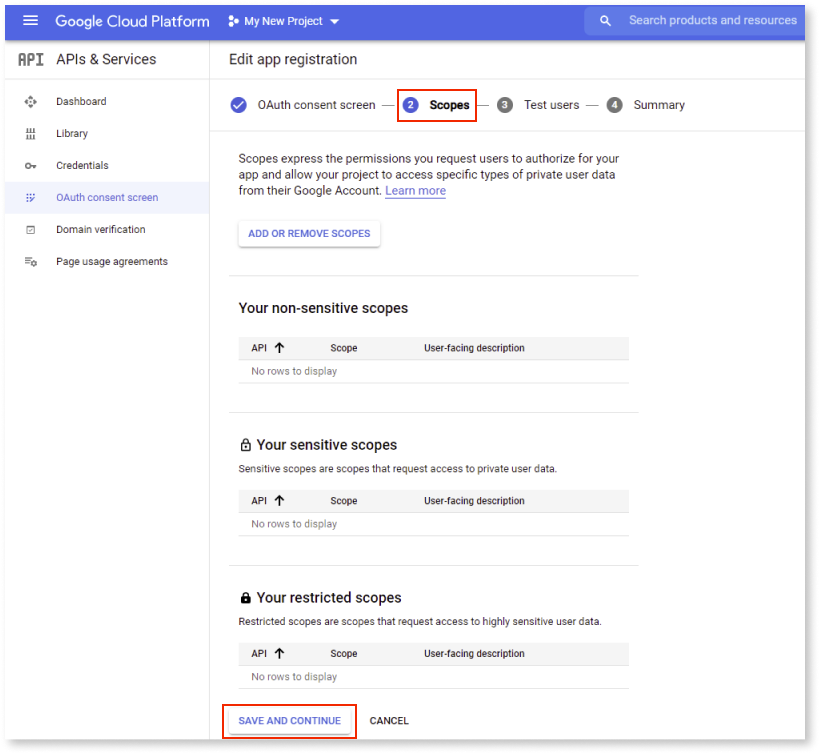 Google Cloud Platform
My New Project
Search products and resources
API APIs & Services
Dashboard
Library
Credentials
OAuth consent screen
Domain verification
Page usage agreements
Edit app registration
OAuth consent screen — 2 Scopes — 3 Test users — 4 Summary
Scopes express the permissions you request users to authorize for your
app and allow your project to access specific types of private user data
from their Google Account. Learn more
ADD OR REMOVE SCOPES
Your non-sensitive scopes
API ↑ Scope User-facing description
No rows to display
Your sensitive scopes
Sensitive scopes are scopes that request access to private user data.
API ↑ Scope User-facing description
No rows to display
Your restricted scopes
Restricted scopes are scopes that request access to highly sensitive user data.
API ↑ Scope User-facing description
No rows to display
SAVE AND CONTINUE CANCEL